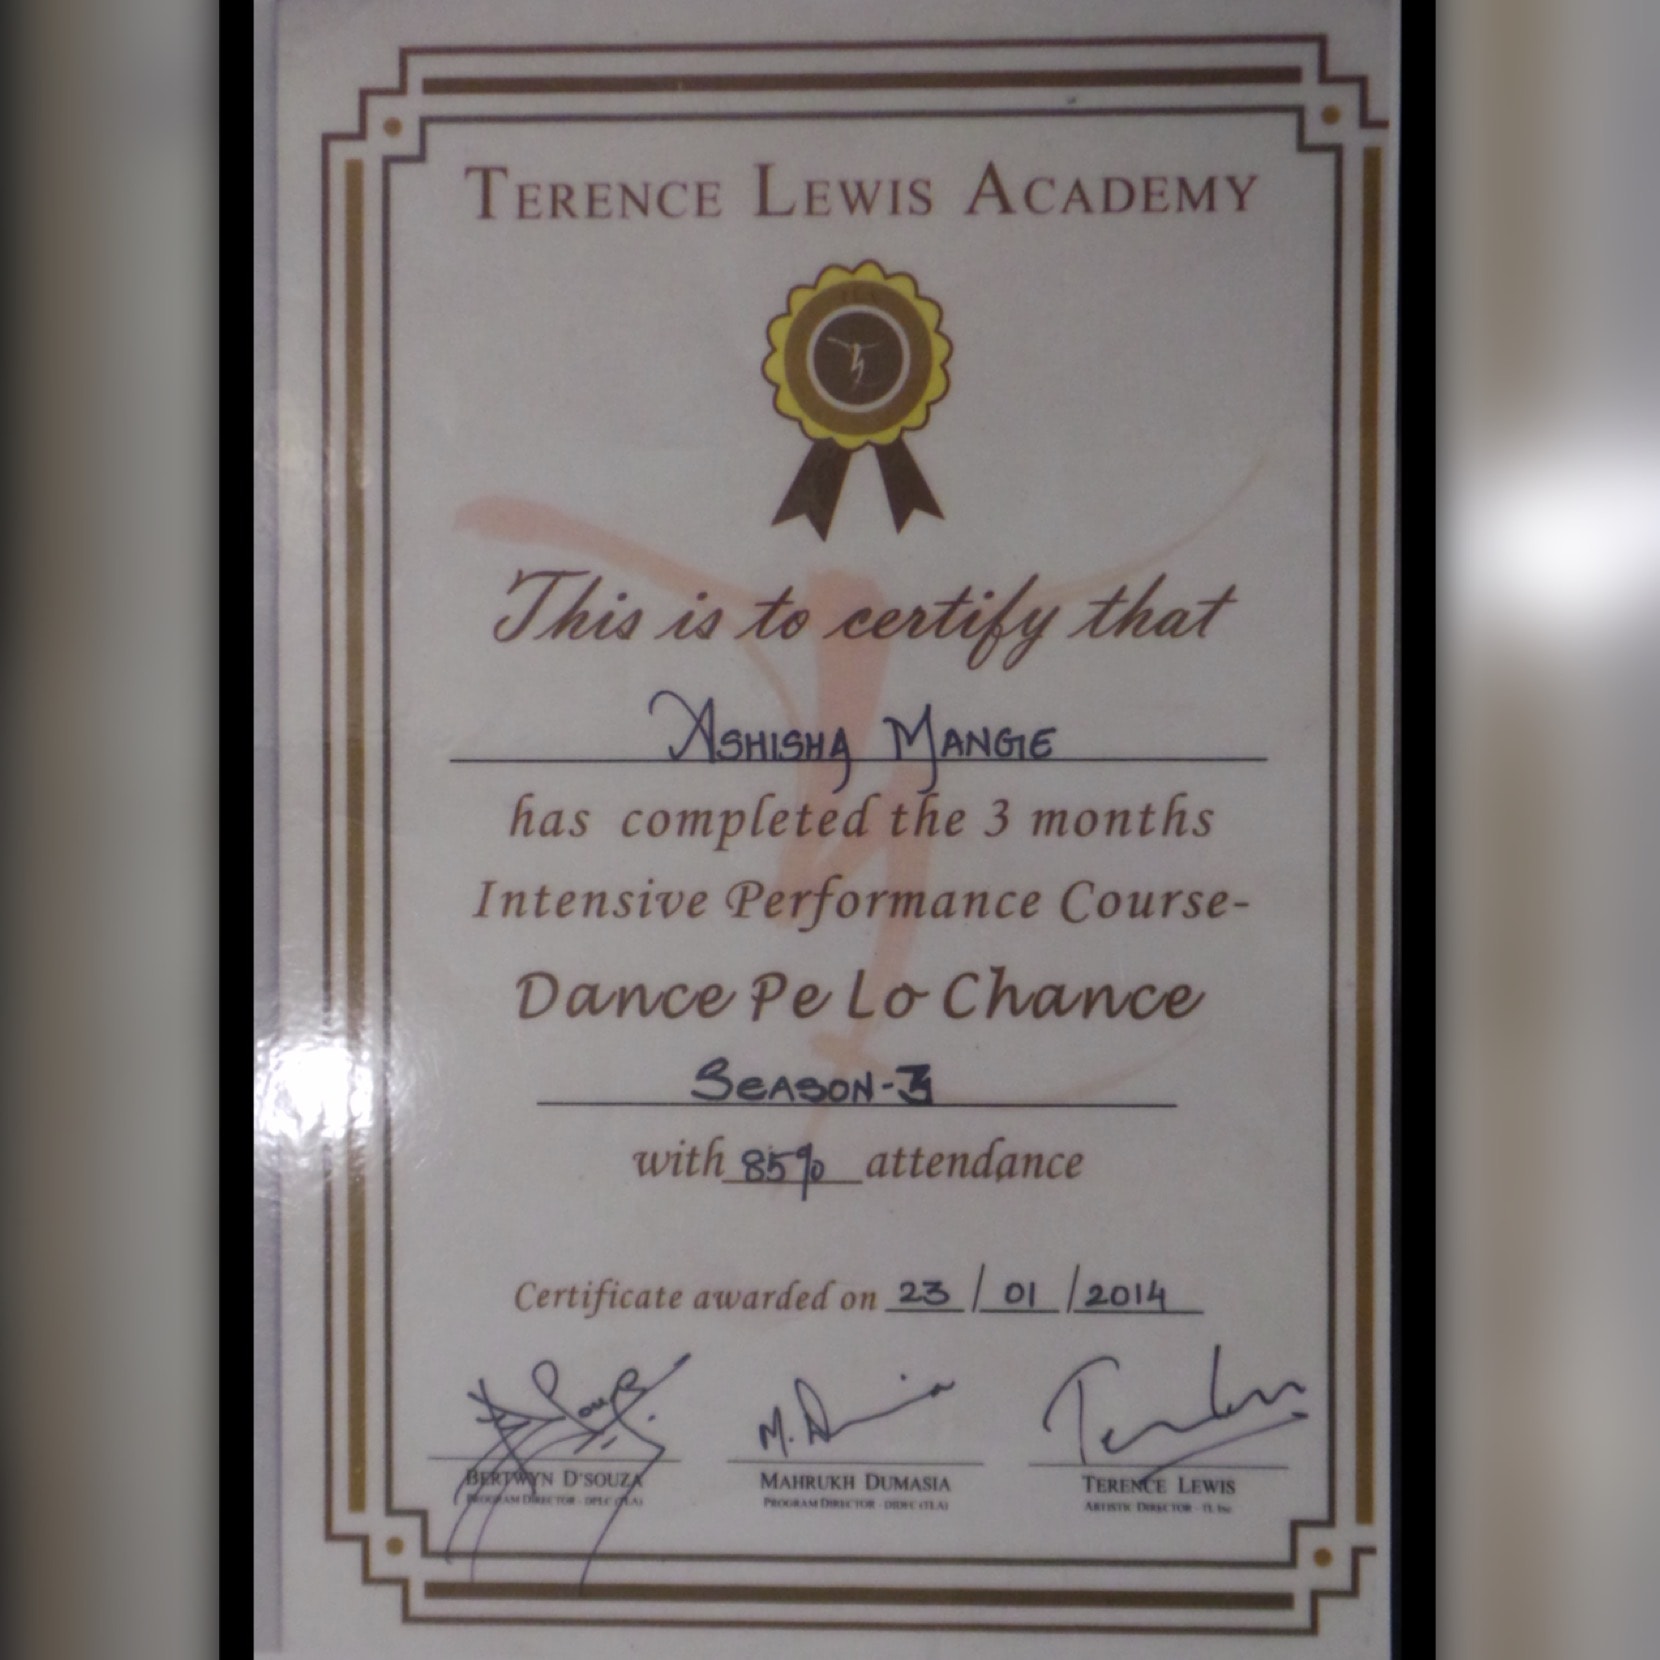 TERENCE LEWIS ACADEMY
This is to certify that
ASHISHA MANGE
has completed the 3 months
Intensive Performance Course-
Dance Pe Lo Chance
SEASON-3
with 85% attendance
Certificate awarded on 23 / 01 / 2014
M. D
BERTWYN D'SOUZA MAHRUKH DUMASIA TERENCE LEWIS
PROGRAM DIRECTOR - DPLC (TLA) PROGRAM DIRECTOR - DIDFC (TLA) ARTISTIC DIRECTOR - TL Inc